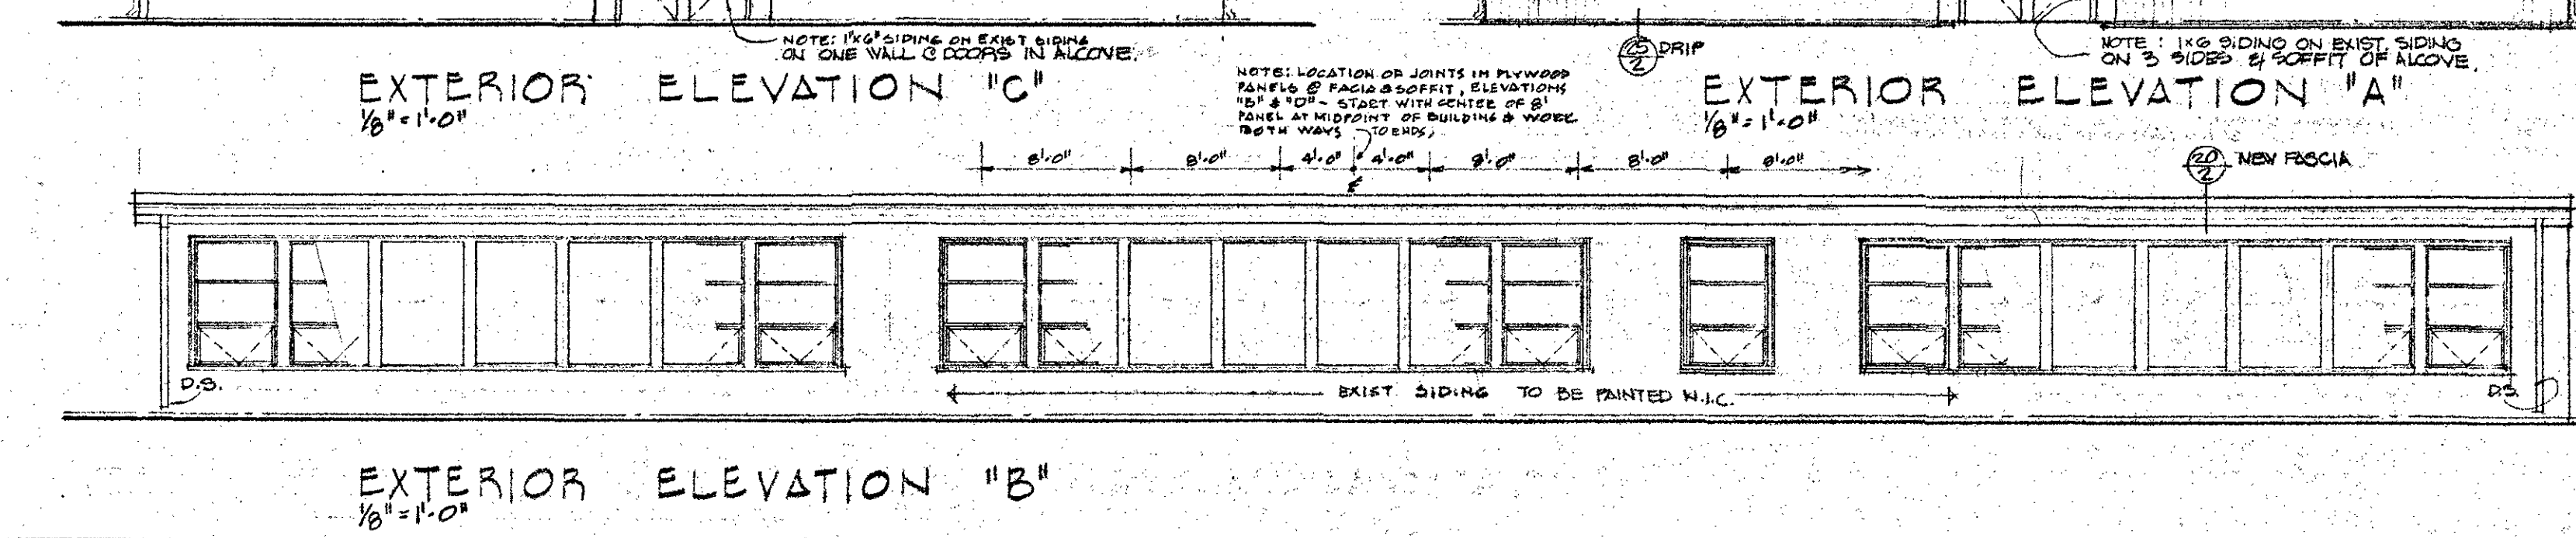 NOTE: 1"X6" SIDING ON EXIST SIDING
ON ONE WALL @ DOORS IN ALCOVE.
EXTERIOR ELEVATION "C"
1/8" = 1'-0"
NOTE: LOCATION OF JOINTS IN PLYWOOD
PANELS @ FACIA & SOFFIT, ELEVATIONS
"B" & "D" - START WITH CENTER OF 8'
PANEL AT MIDPOINT OF BUILDING & WORK
BOTH WAYS TO ENDS.
25
2
DRIP
NOTE: 1X6 SIDING ON EXIST. SIDING
ON 3 SIDES & SOFFIT OF ALCOVE.
EXTERIOR ELEVATION "A"
1/8" = 1'-0"
8'-0" 8'-0" 4'-0" 4'-0" 8'-0" 8'-0" 8'-0"
20
2
NEW FASCIA
D.S.
EXIST SIDING TO BE PAINTED N.I.C.
D.S.
EXTERIOR ELEVATION "B"
1/8" = 1'-0"